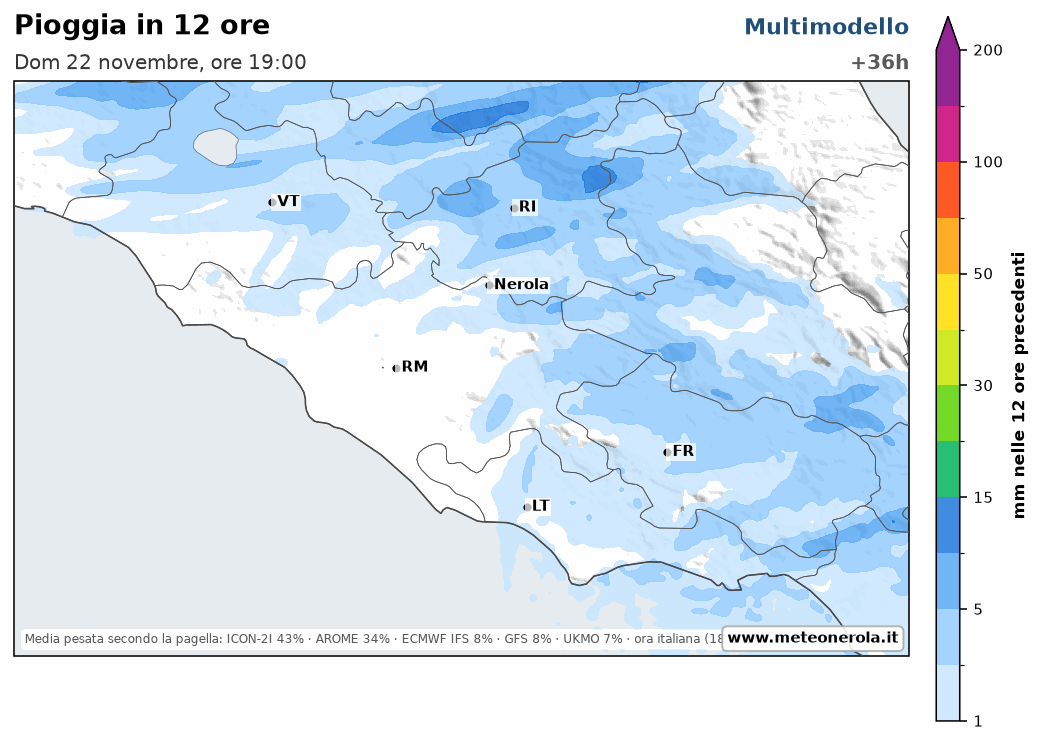 Pioggia in 12 ore
Multimodello
Dom 22 novembre, ore 19:00
+36h
200
100
50
30
15
5
1
mm nelle 12 ore precedenti
VT
RI
Nerola
RM
FR
LT
Media pesata secondo la pagella: ICON-2I 43% · AROME 34% · ECMWF IFS 8% · GFS 8% · UKMO 7% · ora italiana (18
www.meteonerola.it